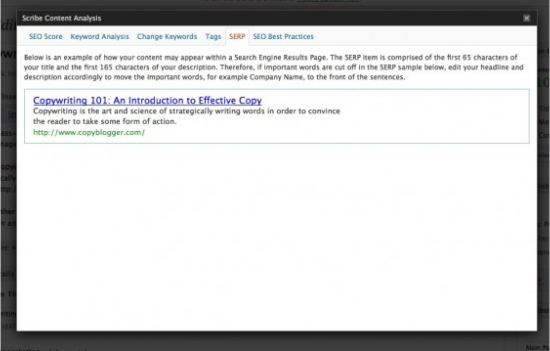 Scribe Content Analysis
SEO Score Keyword Analysis Change Keywords Tags SERP SEO Best Practices
Below is an example of how your content may appear within a Search Engine Results Page. The SERP item is comprised of the first 65 characters of
your title and the first 165 characters of your description. Therefore, if important words are cut off in the SERP sample below, edit your headline and
description accordingly to move the important words, for example Company Name, to the front of the sentences.
Copywriting 101: An Introduction to Effective Copy
Copywriting is the art and science of strategically writing words in order to convince
the reader to take some form of action.
http://www.copyblogger.com/